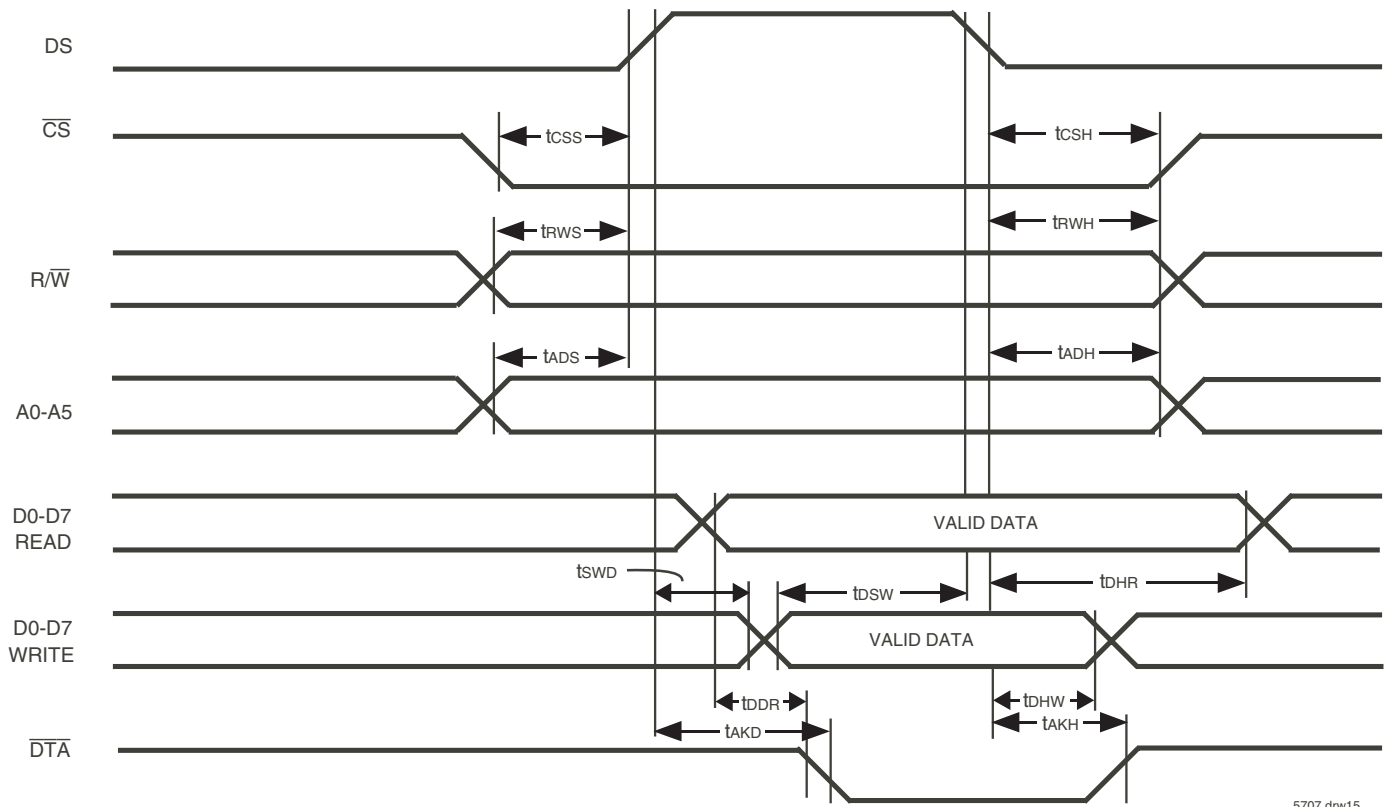 DS
CS
tCSS
tCSH
tRWS
tRWH
R/W
tADS
tADH
A0-A5
D0-D7
READ
VALID DATA
tSWD
tDSW
tDHR
D0-D7
WRITE
VALID DATA
tDDR
tDHW
tAKD
tAKH
DTA
5707 drw15